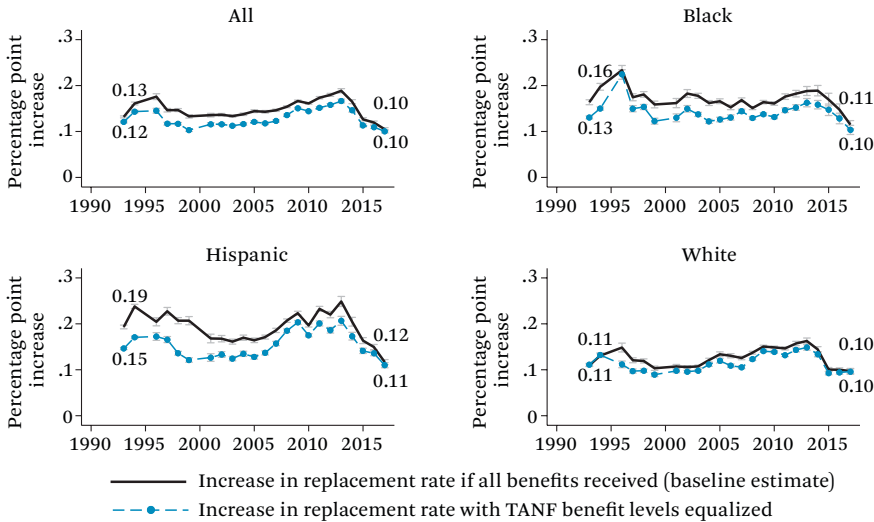 All
Percentage point
increase
.3
.2
.1
0
0.13
0.12
0.10
0.10
1990 1995 2000 2005 2010 2015
Black
Percentage point
increase
.3
.2
.1
0
0.16
0.13
0.11
0.10
1990 1995 2000 2005 2010 2015
Hispanic
Percentage point
increase
.3
.2
.1
0
0.19
0.15
0.12
0.11
1990 1995 2000 2005 2010 2015
White
Percentage point
increase
.3
.2
.1
0
0.11
0.11
0.10
0.10
1990 1995 2000 2005 2010 2015
Increase in replacement rate if all benefits received (baseline estimate)
Increase in replacement rate with TANF benefit levels equalized